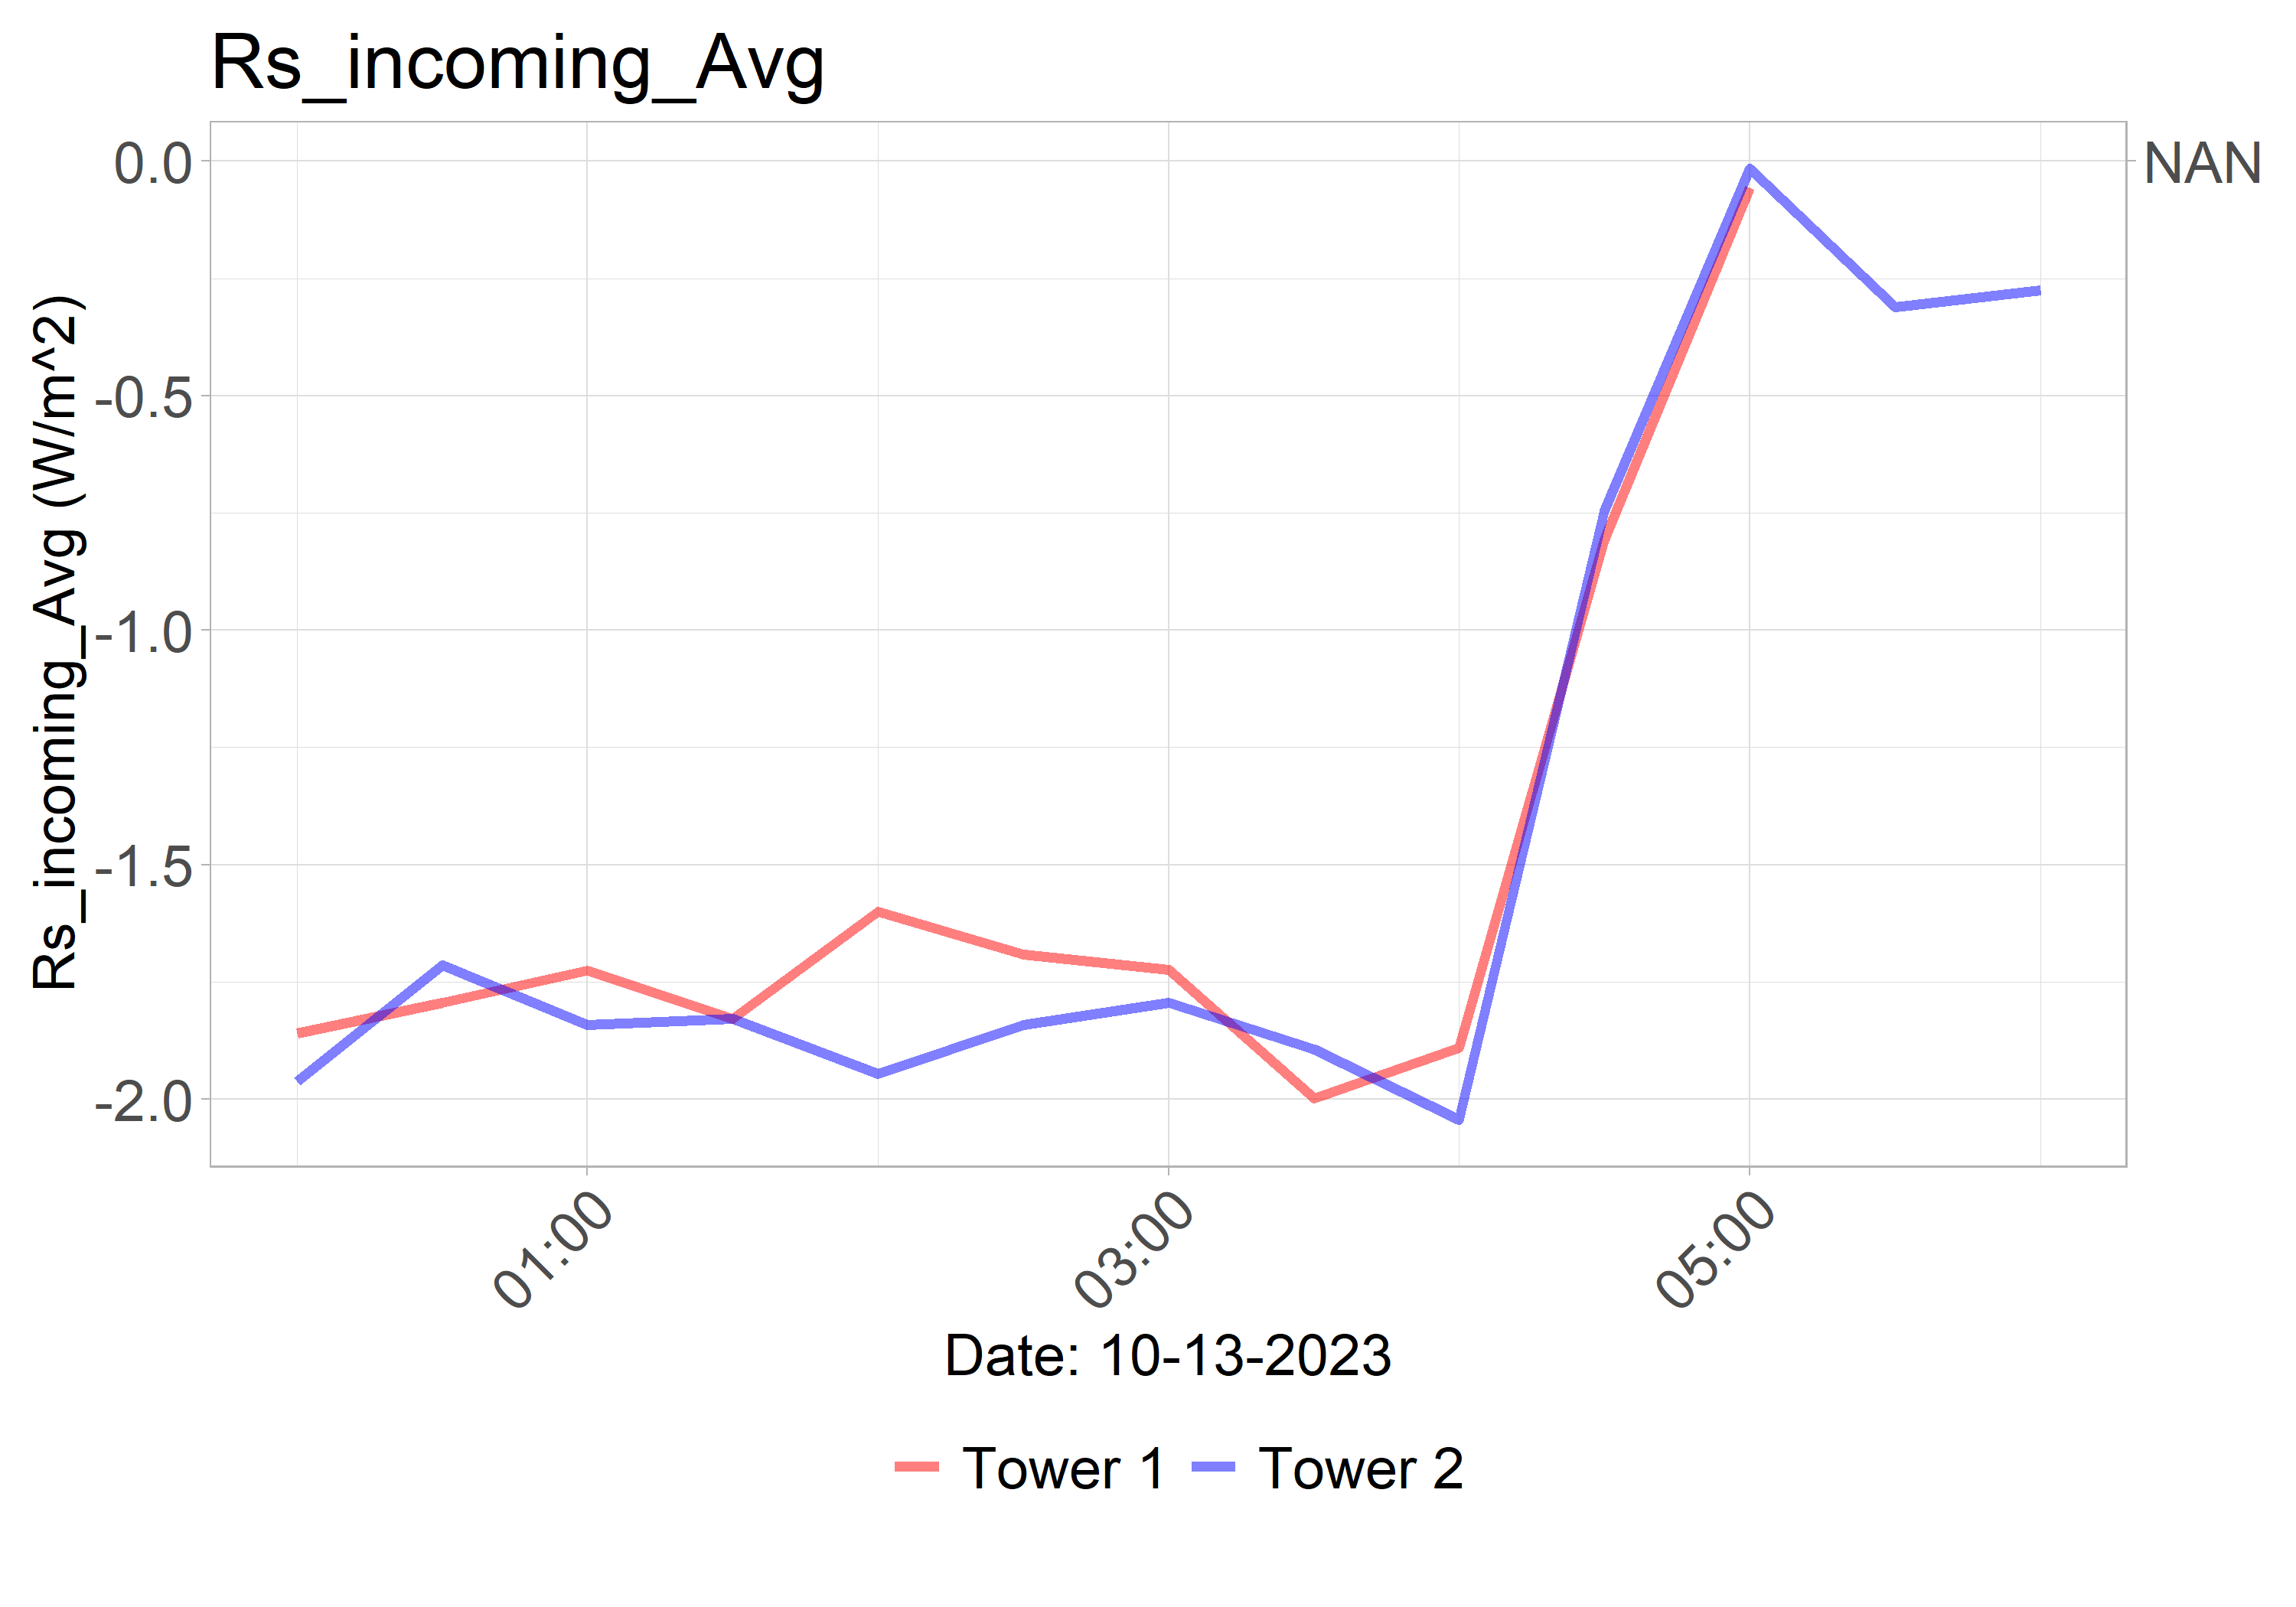 Rs_incoming_Avg
0.0
-0.5
-1.0
-1.5
-2.0
NAN
Rs_incoming_Avg (W/m^2)
01:00
03:00
05:00
Date: 10-13-2023
Tower 1
Tower 2